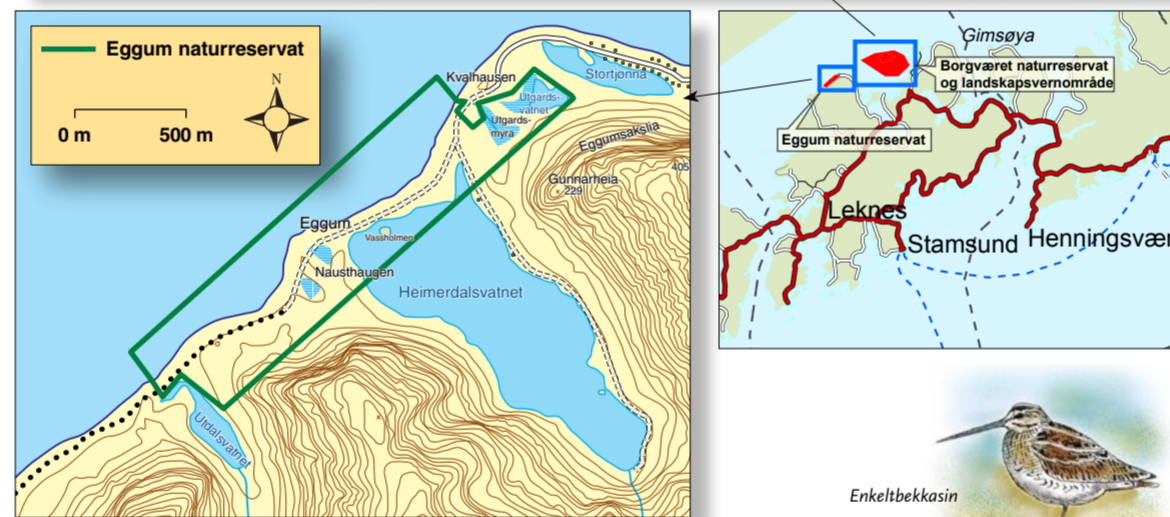 Eggum naturreservat
0 m
500 m
N
Kvalhausen
Stortjønna
Utgards-
vatnet
Utgards-
myra
Eggumsakslia
405
Gunnarheia
229
Eggum
Vassholmen
Nausthaugen
Heimerdalsvatnet
Utdalsvatnet
Gimsøya
Borgværet naturreservat
og landskapsvernområde
Eggum naturreservat
Leknes
Stamsund
Henningsvær
Enkeltbekkasin